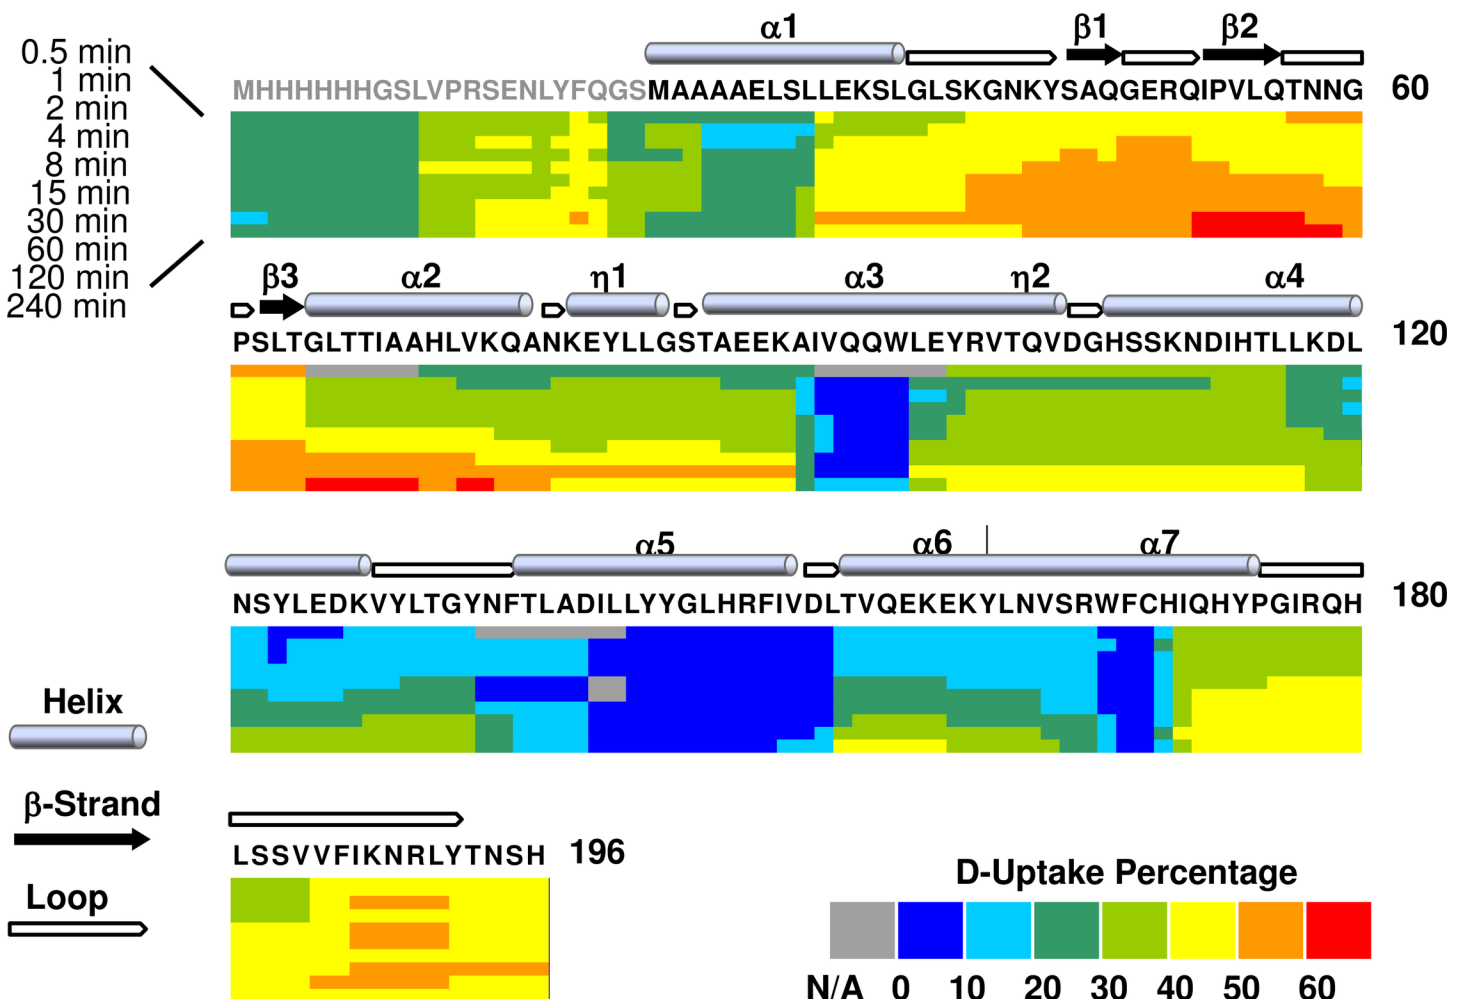 α1 β1 β2
0.5 min
1 min
2 min
4 min
8 min
15 min
30 min
60 min
120 min
240 min
MHHHHHHGSLVPRSENLYFQGSMAAAAELSLLEKSLGLSKGNKYSAQGERQIPVLQTNNG 60
β3 α2 η1 α3 η2 α4
PSLTGLTTIAAHLVKQANKEYLLGSTAEEKAIVQQWLEYRVTQVDGHSSKNDIHTLLKDL 120
α5 α6 α7
NSYLEDKVYLTGYNFTLADILLYYGLHRFIVDLTVQEKEKYLNVSRWFCHIQHYPGIRQH 180
Helix
β-Strand
Loop
LSSVVFIKNRLYTNSH 196
D-Uptake Percentage
N/A 0 10 20 30 40 50 60